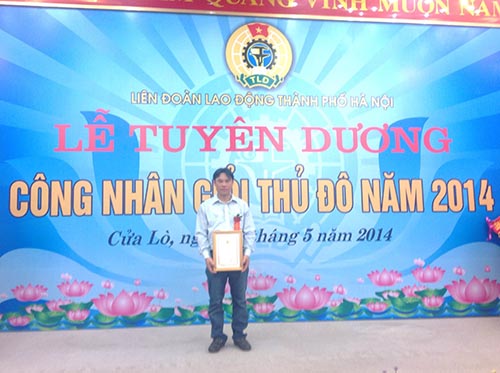 QUANG VINH MUÔN NĂM
TLĐ
LIÊN ĐOÀN LAO ĐỘNG THÀNH PHỐ HÀ NỘI
LỄ TUYÊN DƯƠNG
CÔNG NHÂN GIỎI THỦ ĐÔ NĂM 2014
Cửa Lò, tháng 5 năm 2014